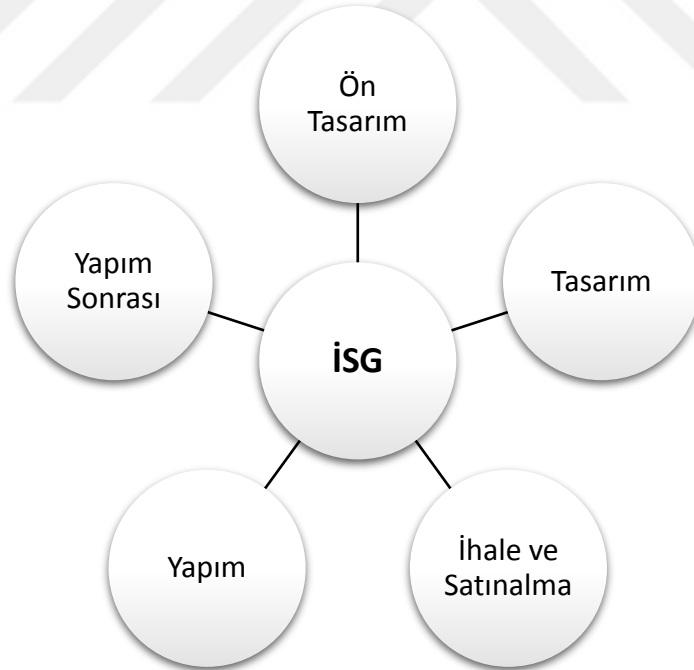 Ön
Tasarım
Yapım
Sonrası
Tasarım
İSG
Yapım
İhale ve
Satınalma